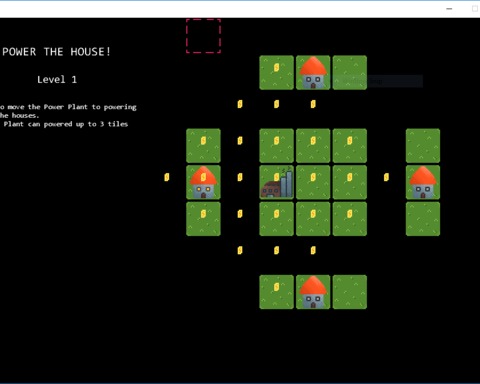 POWER THE HOUSE!
Level 1
o move the Power Plant to powering
he houses.
Plant can powered up to 3 tiles